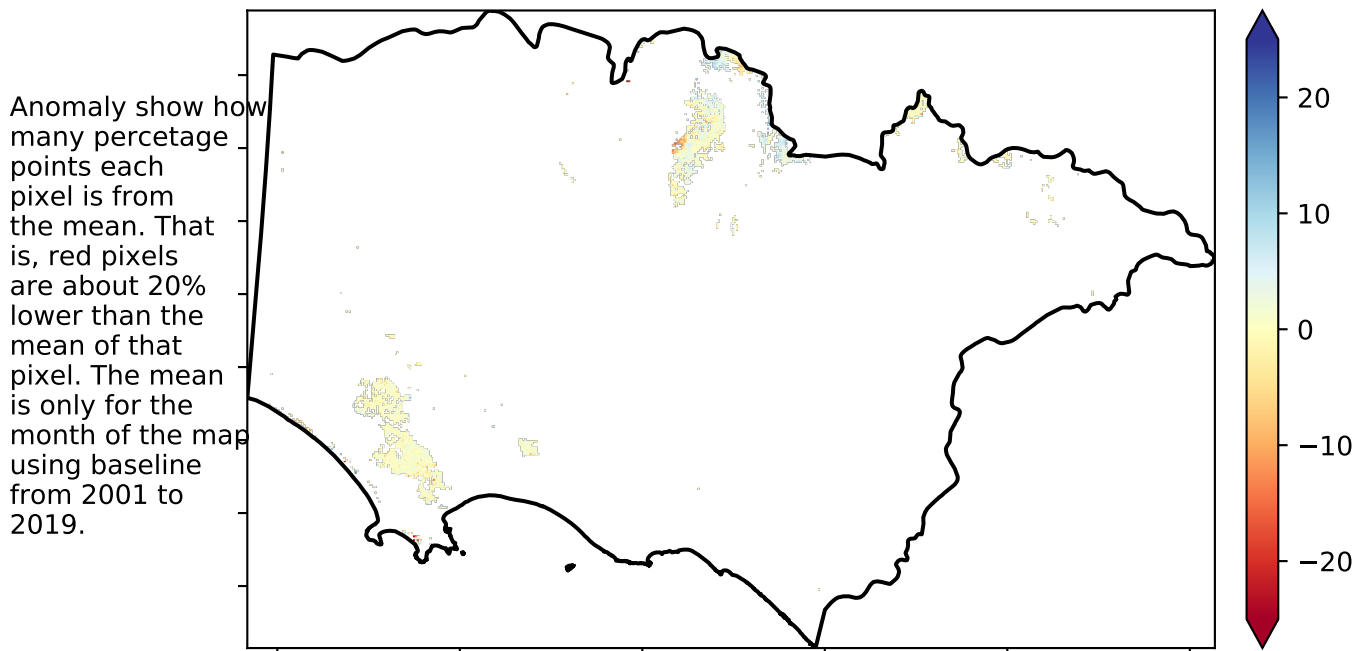 Anomaly show how
many percetage
points each
pixel is from
the mean. That
is, red pixels
are about 20%
lower than the
mean of that
pixel. The mean
is only for the
month of the map
using baseline
from 2001 to
2019.
20
10
0
−10
−20